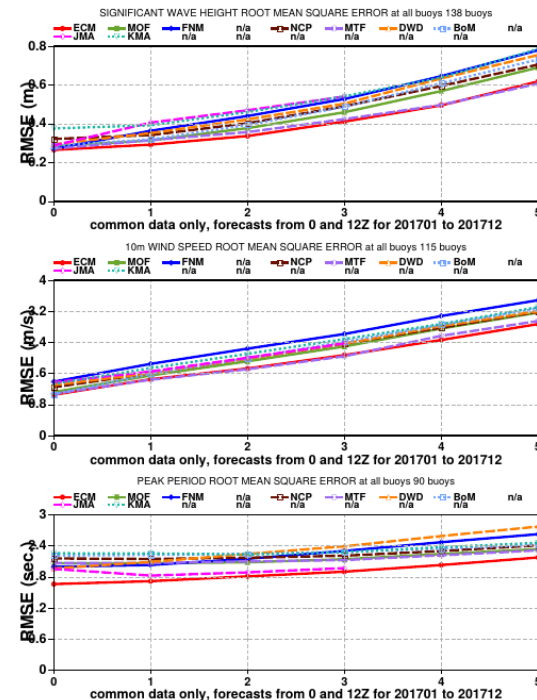 SIGNIFICANT WAVE HEIGHT ROOT MEAN SQUARE ERROR at all buoys 138 buoys
ECM MOF FNM n/a NCP MTF DWD BoM n/a
JMA KMA n/a n/a n/a n/a n/a n/a
0.8
0.6
0.4
0.2
0
RMSE (m)
0 1 2 3 4 5
common data only, forecasts from 0 and 12Z for 201701 to 201712
10m WIND SPEED ROOT MEAN SQUARE ERROR at all buoys 115 buoys
ECM MOF FNM n/a NCP MTF DWD BoM n/a
JMA KMA n/a n/a n/a n/a n/a n/a
4
3.2
2.4
1.6
0.8
0
RMSE (m/s)
0 1 2 3 4 5
common data only, forecasts from 0 and 12Z for 201701 to 201712
PEAK PERIOD ROOT MEAN SQUARE ERROR at all buoys 90 buoys
ECM MOF FNM n/a NCP MTF DWD BoM n/a
JMA KMA n/a n/a n/a n/a n/a n/a
3
2.4
1.8
1.2
0.6
0
RMSE (sec.)
0 1 2 3 4 5
common data only, forecasts from 0 and 12Z for 201701 to 201712